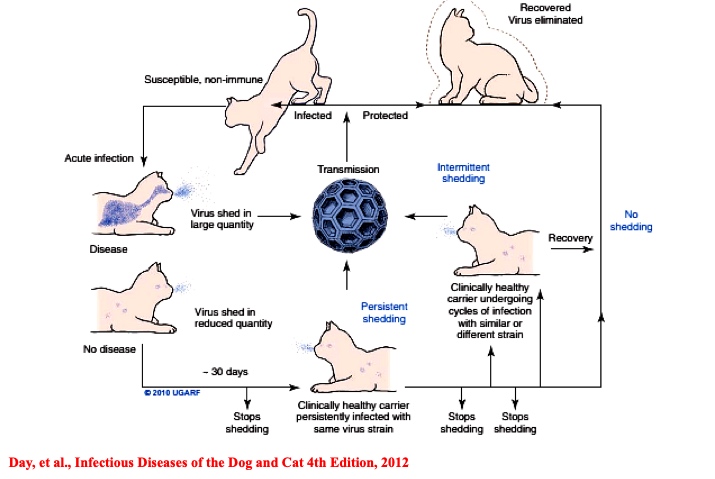 Recovered
Virus eliminated
Susceptible, non-immune
Infected
Protected
Acute infection
Transmission
Intermittent
shedding
Virus shed in
large quantity
No
shedding
Disease
Recovery
Clinically healthy
carrier undergoing
cycles of infection
with similar or
different strain
Virus shed in
reduced quantity
Persistent
shedding
No disease
~ 30 days
© 2010 UGARF
Stops
shedding
Clinically healthy carrier
persistently infected with
same virus strain
Stops
shedding
Stops
shedding
Day, et al., Infectious Diseases of the Dog and Cat 4th Edition, 2012